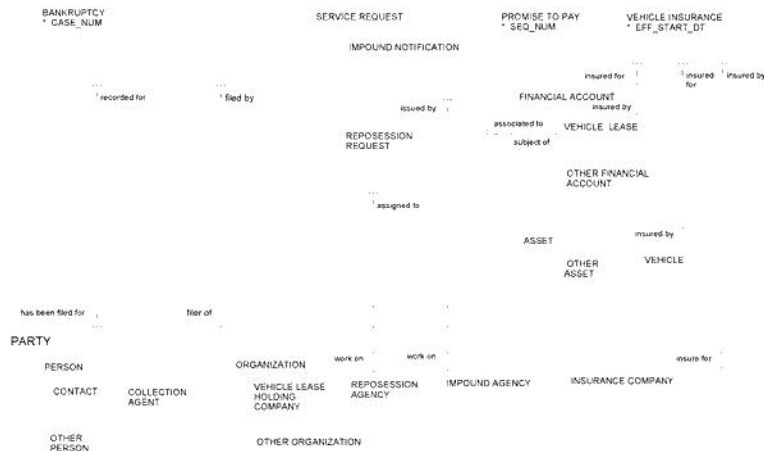 BANKRUPTCY
* CASE_NUM
SERVICE REQUEST
PROMISE TO PAY
* SEQ_NUM
VEHICLE INSURANCE
* EFF_START_DT
IMPOUND NOTIFICATION
insured for
insured for
insured by
recorded for
filed by
FINANCIAL ACCOUNT
issued by
insured by
associated to
VEHICLE LEASE
REPOSESSION
REQUEST
subject of
OTHER FINANCIAL
ACCOUNT
assigned to
ASSET
insured by
OTHER
ASSET
VEHICLE
has been filed for
filer of
PARTY
work on
work on
insure for
PERSON
ORGANIZATION
CONTACT
COLLECTION
AGENT
VEHICLE LEASE
HOLDING
COMPANY
REPOSESSION
AGENCY
IMPOUND AGENCY
INSURANCE COMPANY
OTHER
PERSON
OTHER ORGANIZATION